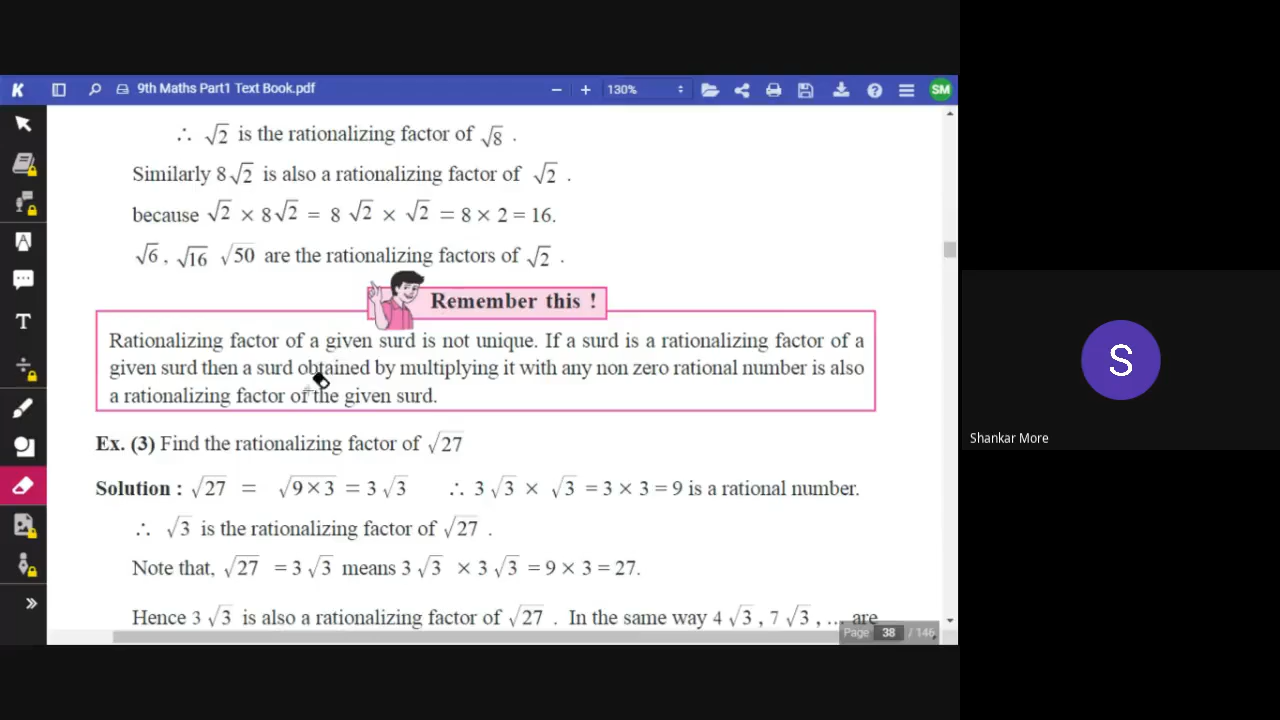 K 9th Maths Part1 Text Book.pdf − + 130% SM
∴ √2 is the rationalizing factor of √8 .
Similarly 8√2 is also a rationalizing factor of √2 .
because √2 × 8√2 = 8 √2 × √2 = 8 × 2 = 16.
√6 , √16 √50 are the rationalizing factors of √2 .
Remember this !
Rationalizing factor of a given surd is not unique. If a surd is a rationalizing factor of a
given surd then a surd obtained by multiplying it with any non zero rational number is also
a rationalizing factor of the given surd.
Ex. (3) Find the rationalizing factor of √27
Solution : √27 = √9×3 = 3 √3 ∴ 3 √3 × √3 = 3 × 3 = 9 is a rational number.
∴ √3 is the rationalizing factor of √27 .
Note that, √27 = 3 √3 means 3 √3 × 3 √3 = 9 × 3 = 27.
Hence 3 √3 is also a rationalizing factor of √27 . In the same way 4 √3 , 7 √3 , ... are
Page 38 / 146
S
Shankar More